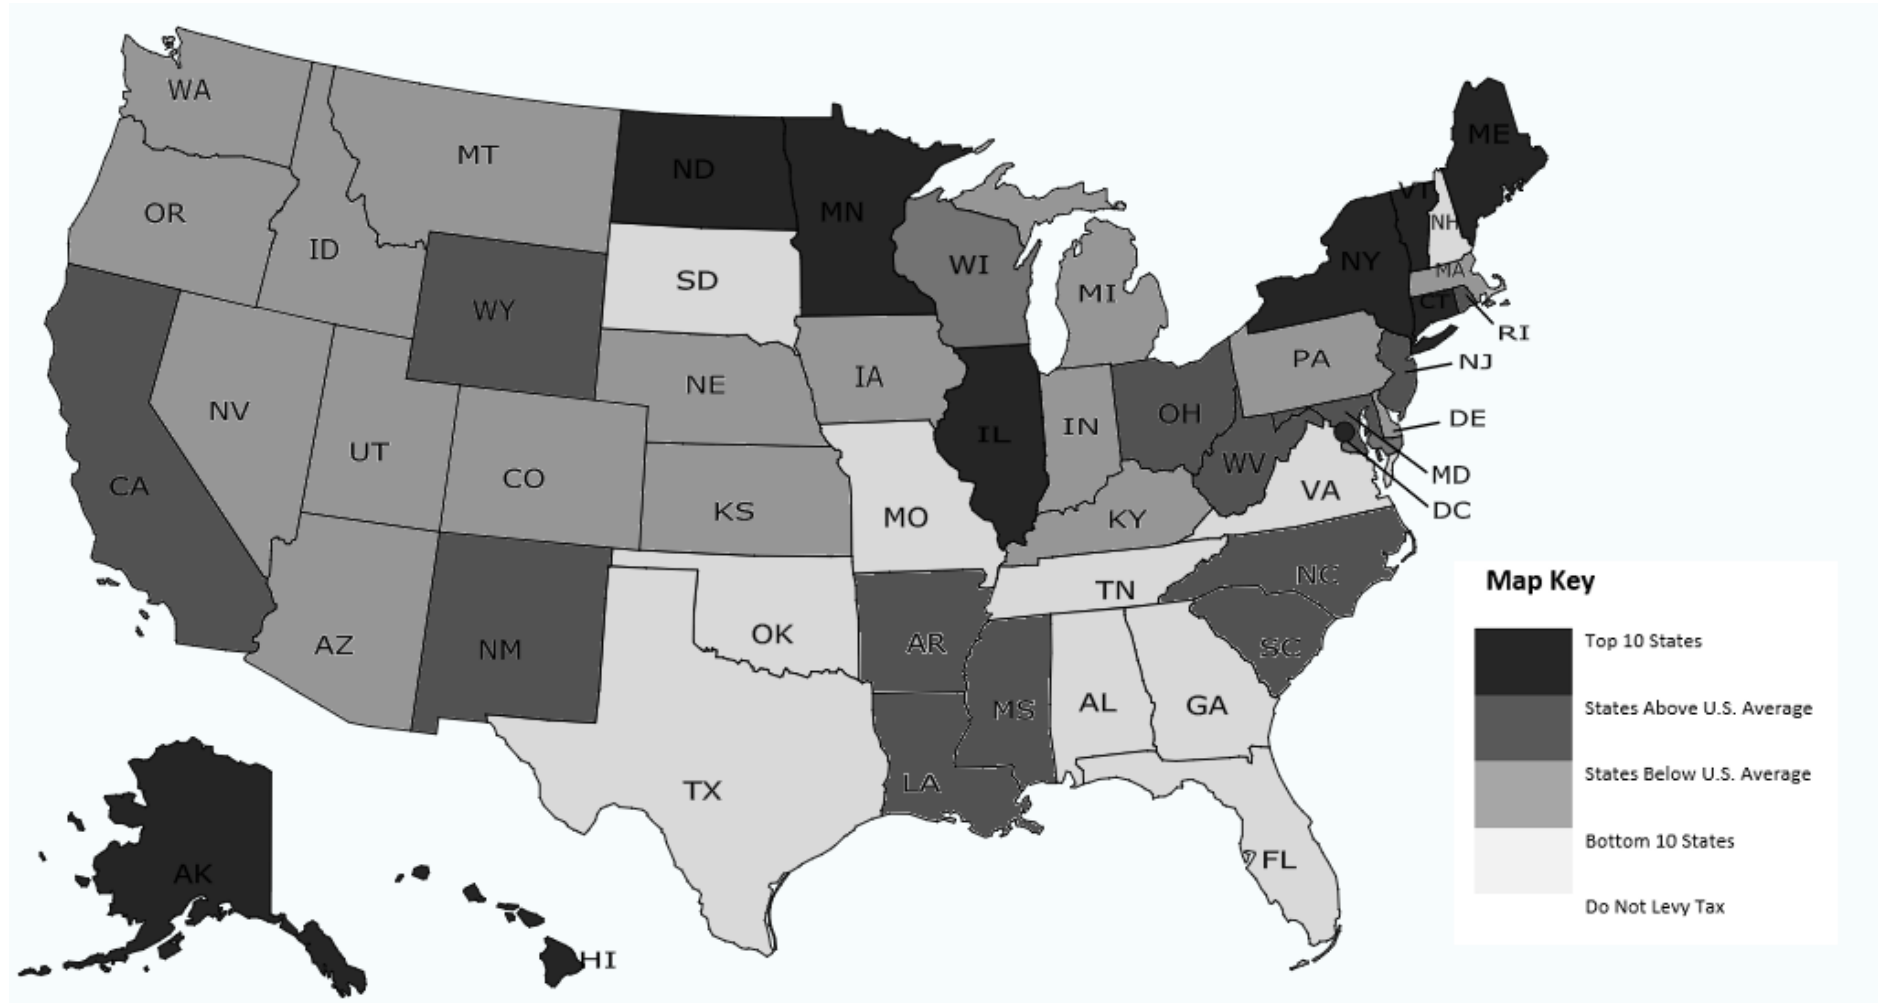 WA
MT
ND
MN
ME
VT
NH
OR
ID
WY
SD
WI
MI
NY
MA
CT
RI
NJ
PA
DE
MD
DC
NV
UT
CO
NE
IA
IL
IN
OH
WV
VA
CA
KS
MO
KY
AZ
NM
OK
AR
TN
NC
SC
MS
AL
GA
TX
LA
FL
AK
HI
Map Key
Top 10 States
States Above U.S. Average
States Below U.S. Average
Bottom 10 States
Do Not Levy Tax